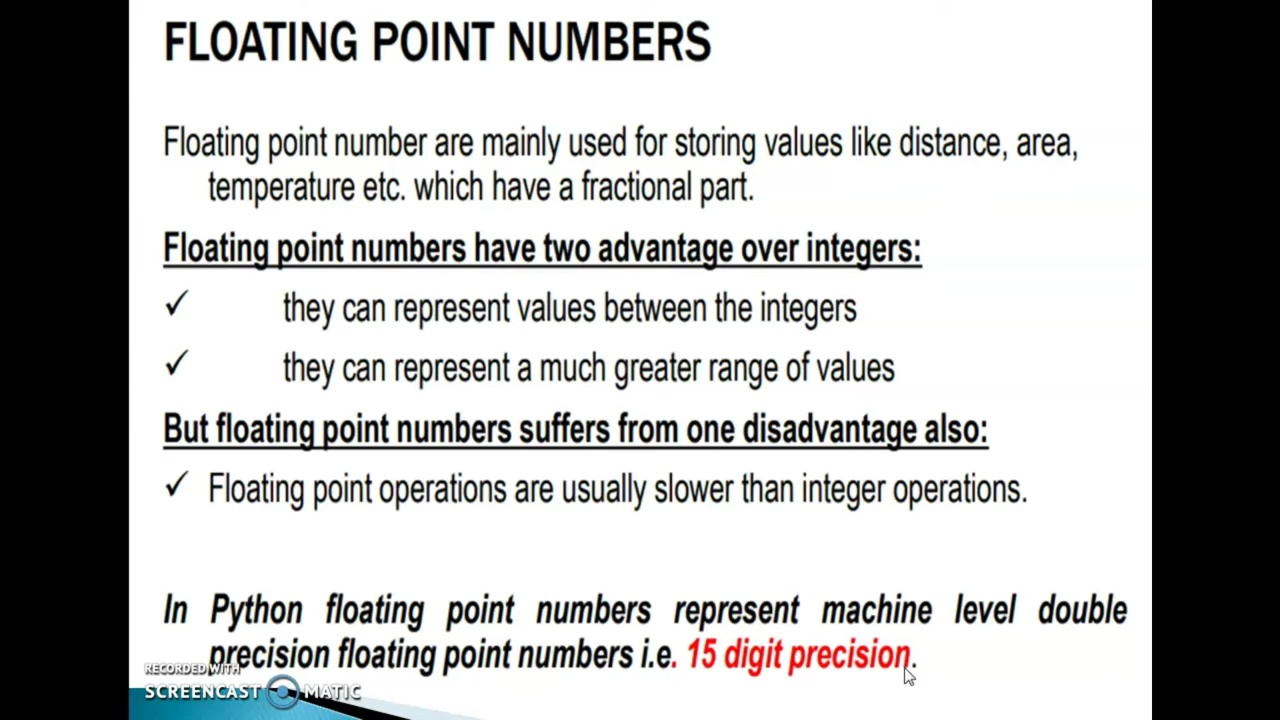 FLOATING POINT NUMBERS
Floating point number are mainly used for storing values like distance, area,
temperature etc. which have a fractional part.
Floating point numbers have two advantage over integers:
✓ they can represent values between the integers
✓ they can represent a much greater range of values
But floating point numbers suffers from one disadvantage also:
✓ Floating point operations are usually slower than integer operations.
In Python floating point numbers represent machine level double
precision floating point numbers i.e. 15 digit precision.
RECORDED WITH
SCREENCAST MATIC